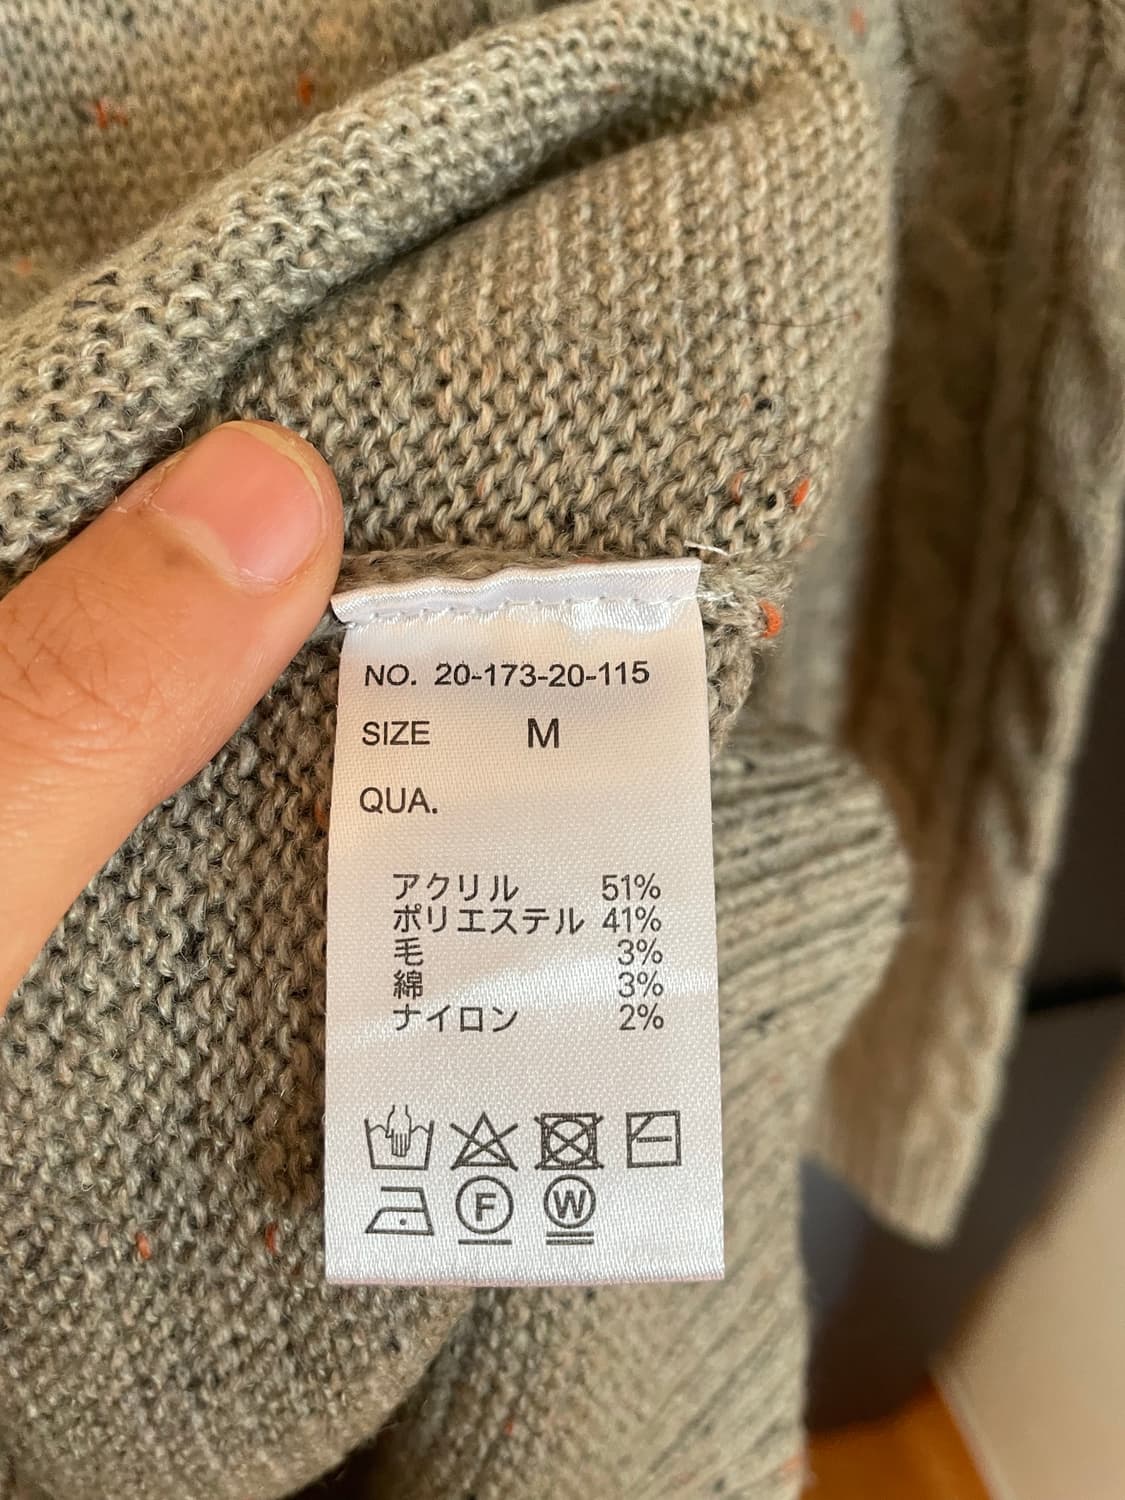 NO. 20-173-20-115
SIZE M
QUA.
アクリル 51%
ポリエステル 41%
毛 3%
綿 3%
ナイロン 2%
F W